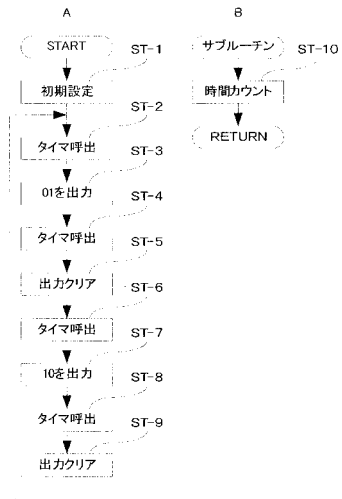 A
START
ST-1
初期設定
ST-2
タイマ呼出
ST-3
01を出力
ST-4
タイマ呼出
ST-5
出力クリア
ST-6
タイマ呼出
ST-7
10を出力
ST-8
タイマ呼出
ST-9
出力クリア
B
サブルーチン
ST-10
時間カウント
RETURN